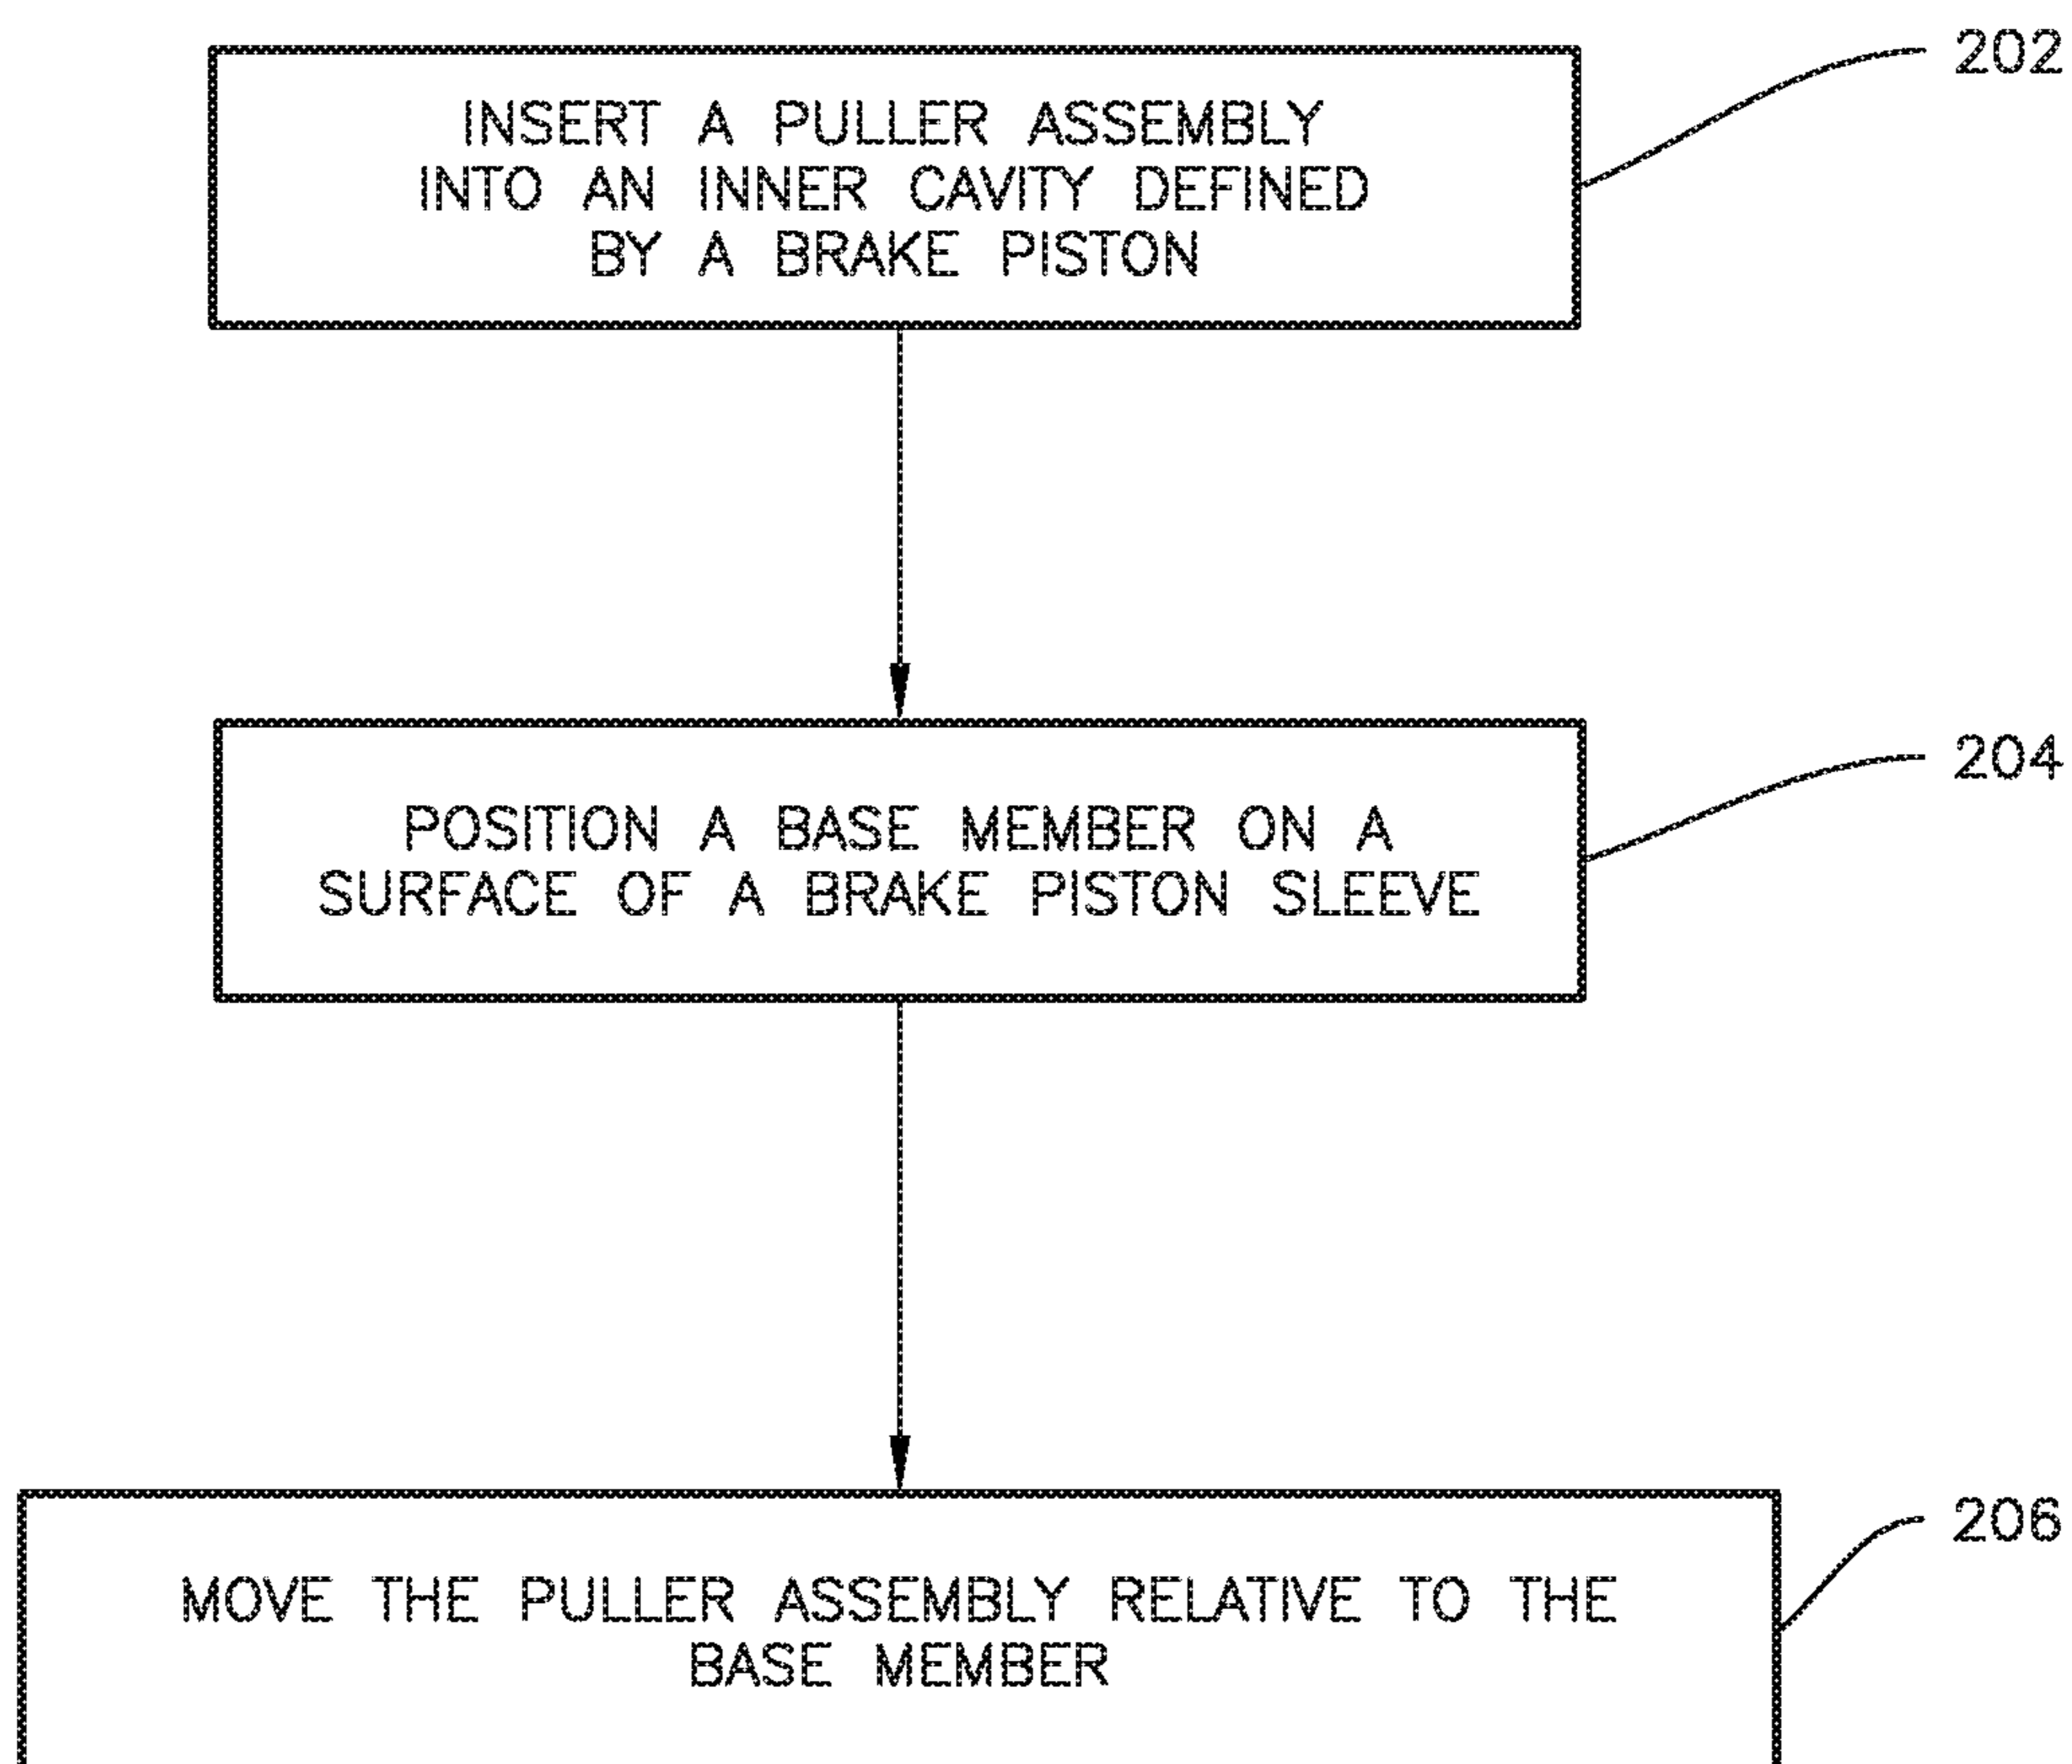 202
INSERT A PULLER ASSEMBLY
INTO AN INNER CAVITY DEFINED
BY A BRAKE PISTON
204
POSITION A BASE MEMBER ON A
SURFACE OF A BRAKE PISTON SLEEVE
206
MOVE THE PULLER ASSEMBLY RELATIVE TO THE
BASE MEMBER